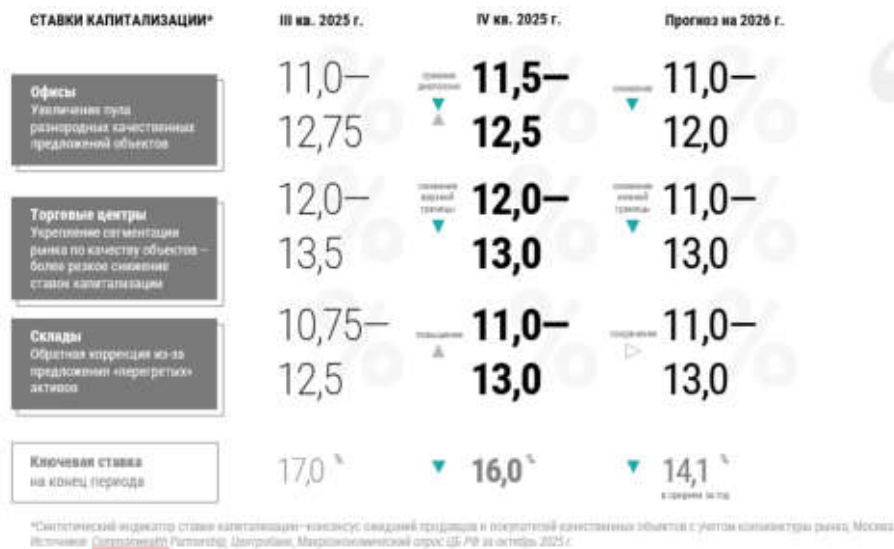 СТАВКИ КАПИТАЛИЗАЦИИ*
III кв. 2025 г.
IV кв. 2025 г.
Прогноз на 2026 г.
Офисы
Увеличение пула
разнородных качественных
предложений объектов
11,0—
12,75
сужение
диапазона
11,5—
12,5
снижение
11,0—
12,0
Торговые центры
Укрепление сегментации
рынка по качеству объектов —
более резкое снижение
ставок капитализации
12,0—
13,5
снижение
верхней
границы
12,0—
13,0
снижение
нижней
границы
11,0—
13,0
Склады
Обратная коррекция из-за
предложения «перегретых»
активов
10,75—
12,5
повышение
11,0—
13,0
сохранение
11,0—
13,0
Ключевая ставка
на конец периода
17,0 %
16,0 %
14,1 %
в среднем за год
*Синтетический индикатор ставки капитализации—консенсус ожиданий продавцов и покупателей качественных объектов с учетом конъюнктуры рынка, Москва
Источники: Commonwealth Partnership, Центробанк, Макроэкономический опрос ЦБ РФ за октябрь 2025 г.